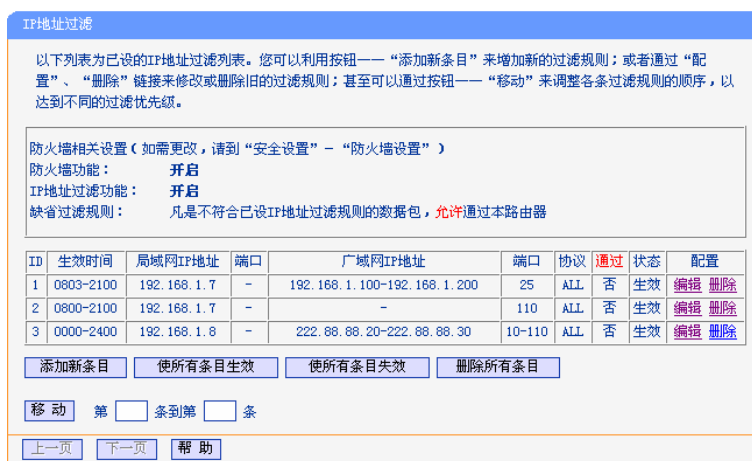 IP地址过滤
以下列表为已设的IP地址过滤列表。您可以利用按钮——“添加新条目”来增加新的过滤规则；或者通过“配
置”、“删除”链接来修改或删除旧的过滤规则；甚至可以通过按钮——“移动”来调整各条过滤规则的顺序，以
达到不同的过滤优先级。
防火墙相关设置（如需更改，请到“安全设置”－“防火墙设置”）
防火墙功能： 开启
IP地址过滤功能： 开启
缺省过滤规则： 凡是不符合已设IP地址过滤规则的数据包，允许通过本路由器
ID 生效时间 局域网IP地址 端口 广域网IP地址 端口 协议 通过 状态 配置
1 0803-2100 192.168.1.7 - 192.168.1.100-192.168.1.200 25 ALL 否 生效 编辑 删除
2 0800-2100 192.168.1.7 - - 110 ALL 否 生效 编辑 删除
3 0000-2400 192.168.1.8 - 222.88.88.20-222.88.88.30 10-110 ALL 否 生效 编辑 删除
添加新条目 使所有条目生效 使所有条目失效 删除所有条目
移 动 第 条到第 条
上一页 下一页 帮 助